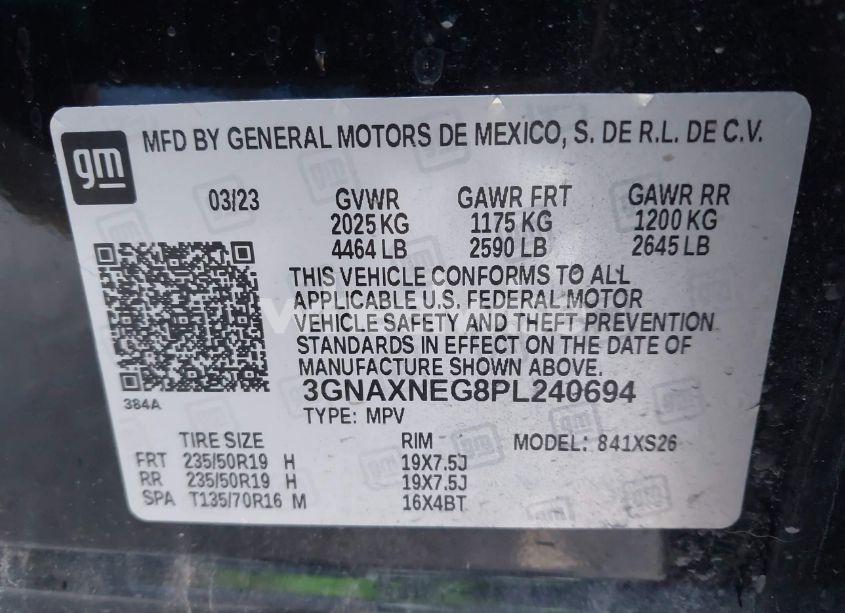 gm
MFD BY GENERAL MOTORS DE MEXICO, S. DE R.L. DE C.V.
03/23 GVWR GAWR FRT GAWR RR
2025 KG 1175 KG 1200 KG
4464 LB 2590 LB 2645 LB
THIS VEHICLE CONFORMS TO ALL
APPLICABLE U.S. FEDERAL MOTOR
VEHICLE SAFETY AND THEFT PREVENTION
STANDARDS IN EFFECT ON THE DATE OF
MANUFACTURE SHOWN ABOVE.
3GNAXNEG8PL240694
384A
TYPE: MPV
TIRE SIZE RIM MODEL: 841XS26
FRT 235/50R19 H 19X7.5J
RR 235/50R19 H 19X7.5J
SPA T135/70R16 M 16X4BT